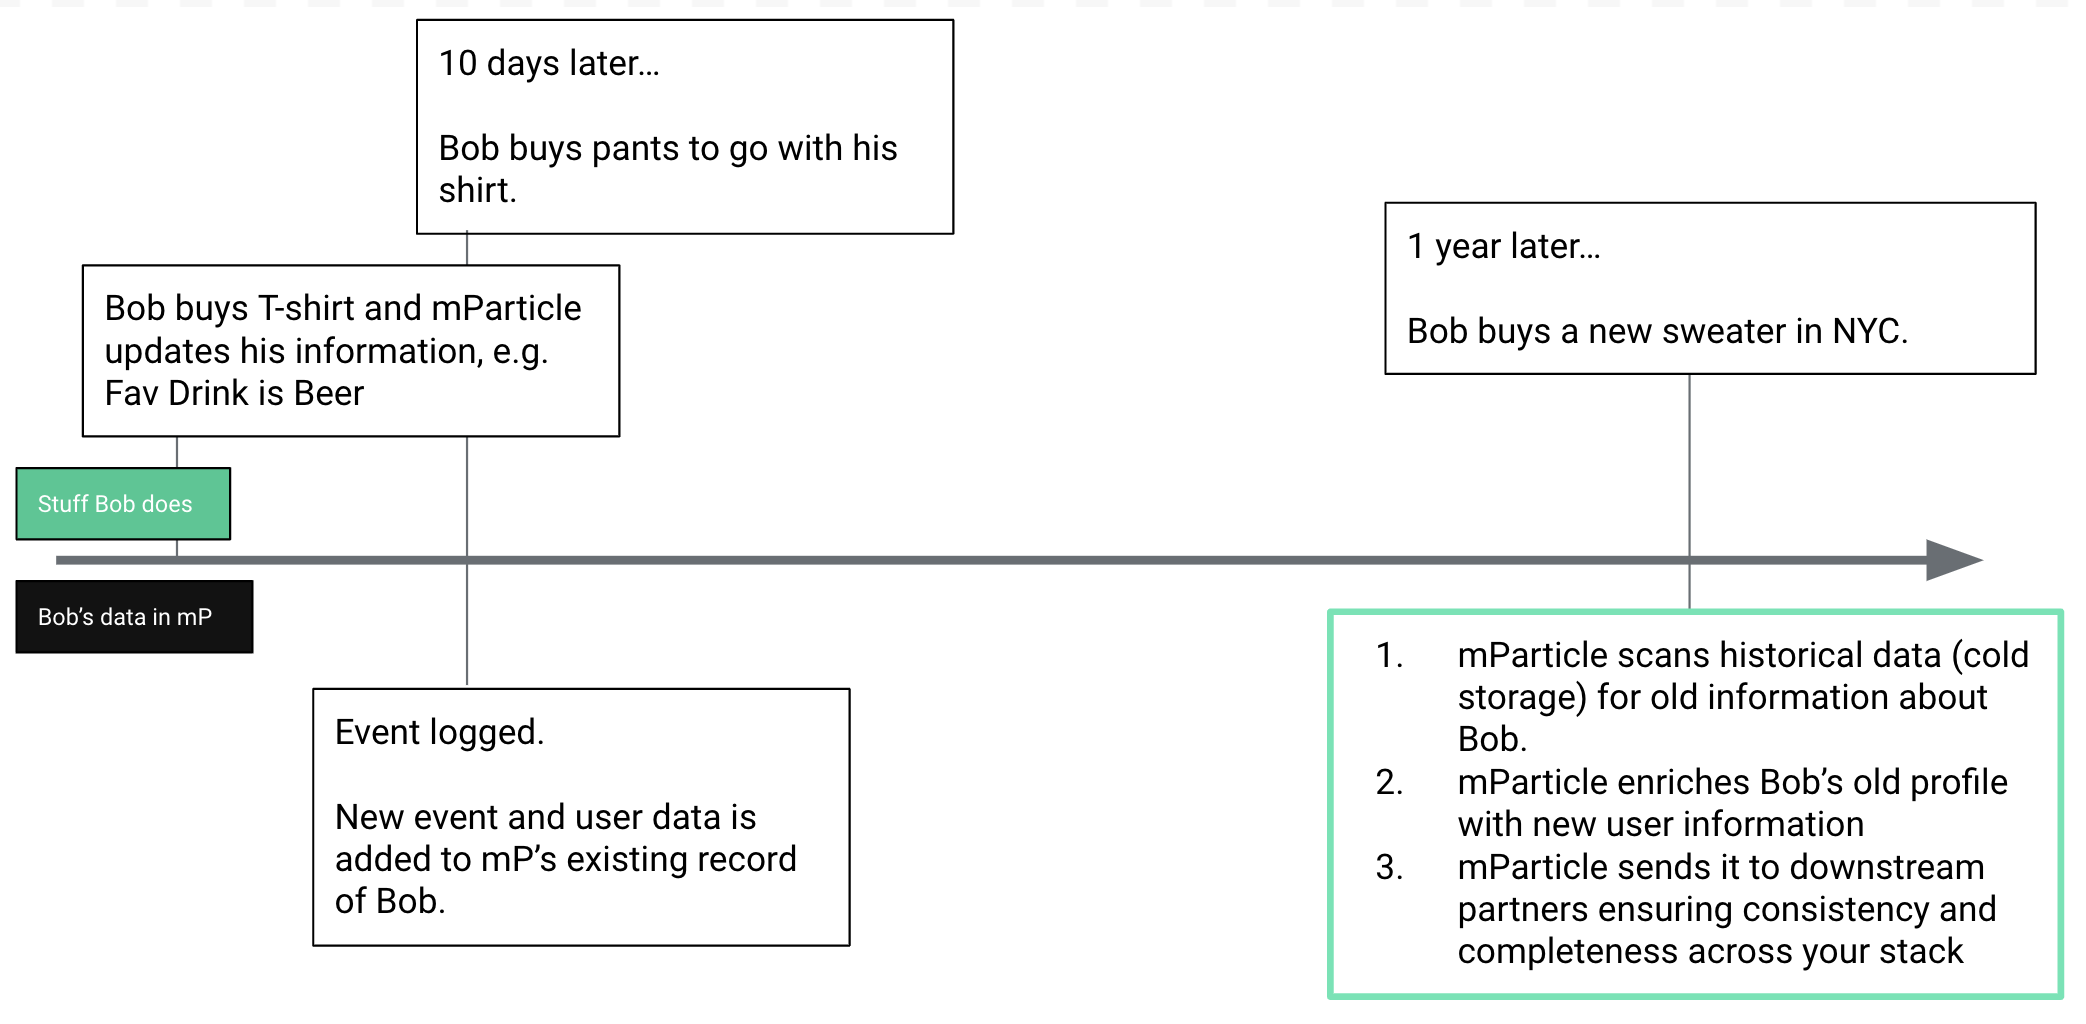 10 days later…
Bob buys pants to go with his
shirt.
1 year later…
Bob buys a new sweater in NYC.
Bob buys T-shirt and mParticle
updates his information, e.g.
Fav Drink is Beer
Stuff Bob does
Bob’s data in mP
Event logged.
New event and user data is
added to mP’s existing record
of Bob.
1. mParticle scans historical data (cold
storage) for old information about
Bob.
2. mParticle enriches Bob’s old profile
with new user information
3. mParticle sends it to downstream
partners ensuring consistency and
completeness across your stack